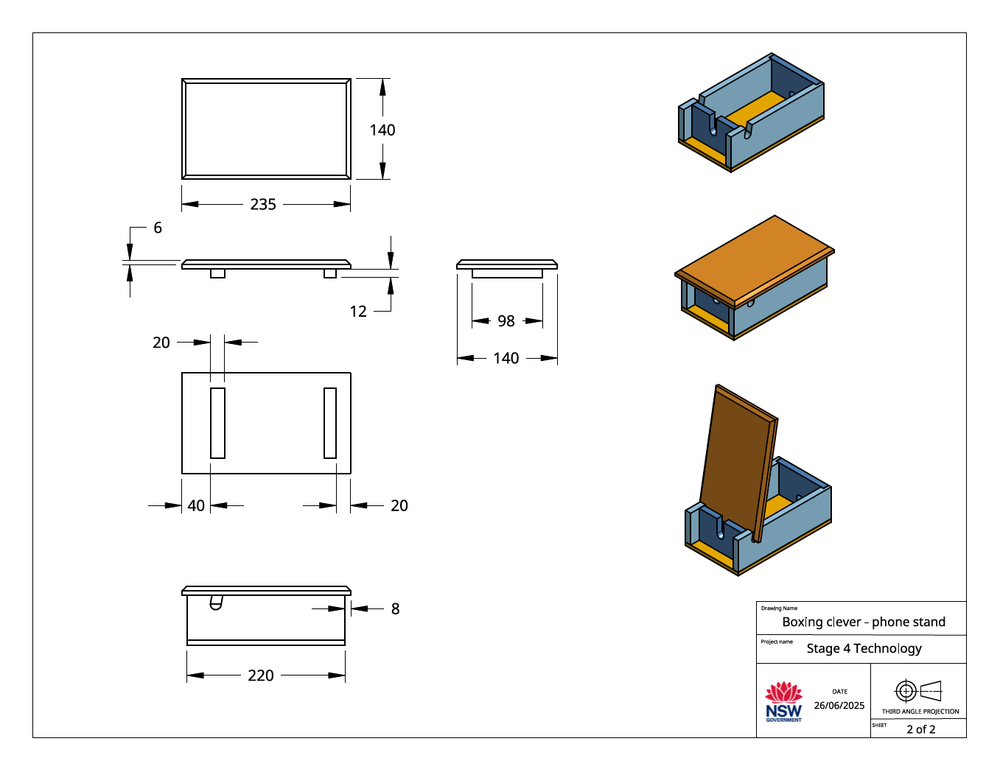 140
235
6
12
98
20
140
40
20
8
220
Drawing Name
Boxing clever – phone stand
Project name
Stage 4 Technology
NSW
GOVERNMENT
DATE
26/06/2025
THIRD ANGLE PROJECTION
SHEET
2 of 2